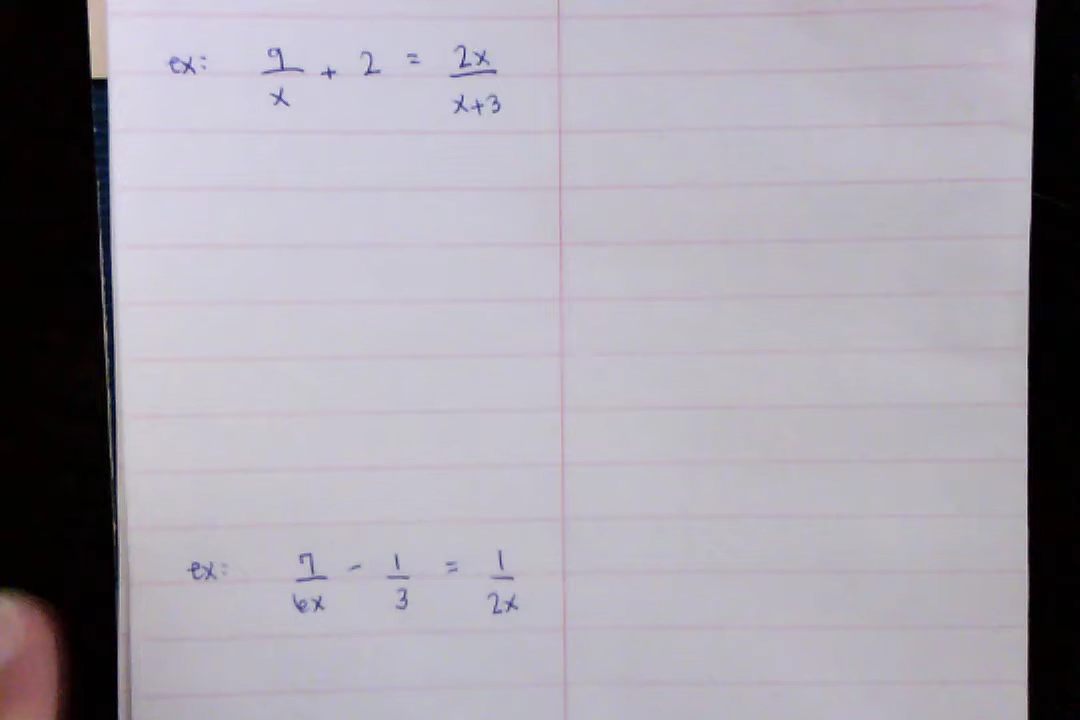 ex: 9/x + 2 = 2x/x+3
ex: 7/6x - 1/3 = 1/2x